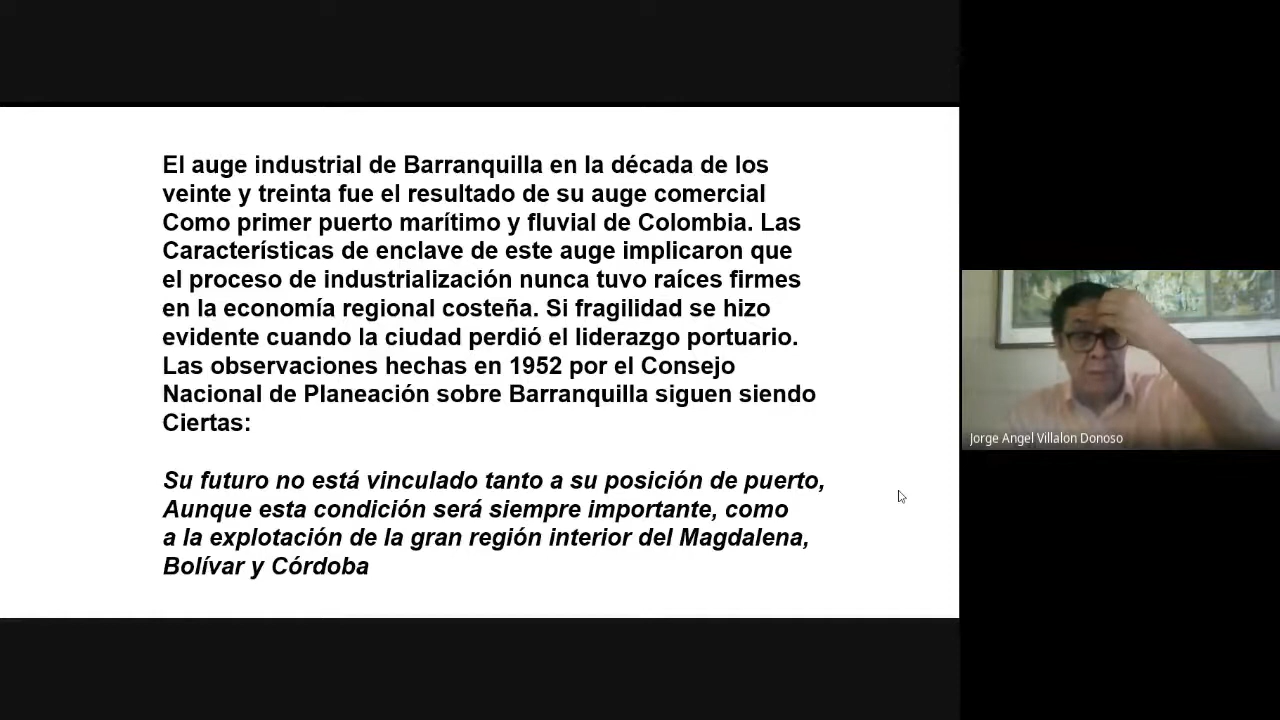 El auge industrial de Barranquilla en la década de los
veinte y treinta fue el resultado de su auge comercial
Como primer puerto marítimo y fluvial de Colombia. Las
Características de enclave de este auge implicaron que
el proceso de industrialización nunca tuvo raíces firmes
en la economía regional costeña. Si fragilidad se hizo
evidente cuando la ciudad perdió el liderazgo portuario.
Las observaciones hechas en 1952 por el Consejo
Nacional de Planeación sobre Barranquilla siguen siendo
Ciertas:
Su futuro no está vinculado tanto a su posición de puerto,
Aunque esta condición será siempre importante, como
a la explotación de la gran región interior del Magdalena,
Bolívar y Córdoba
Jorge Angel Villalon Donoso